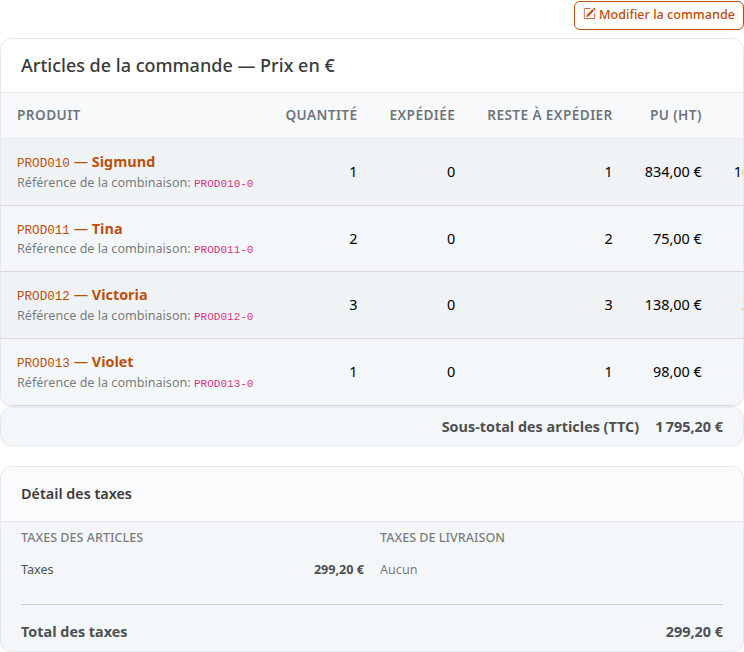 Modifier la commande
Articles de la commande — Prix en €
PRODUIT QUANTITÉ EXPÉDIÉE RESTE À EXPÉDIER PU (HT)
PROD010 — Sigmund
Référence de la combinaison: PROD010-0
1 0 1 834,00 €
PROD011 — Tina
Référence de la combinaison: PROD011-0
2 0 2 75,00 €
PROD012 — Victoria
Référence de la combinaison: PROD012-0
3 0 3 138,00 €
PROD013 — Violet
Référence de la combinaison: PROD013-0
1 0 1 98,00 €
Sous-total des articles (TTC) 1 795,20 €
Détail des taxes
TAXES DES ARTICLES TAXES DE LIVRAISON
Taxes 299,20 € Aucun
Total des taxes 299,20 €